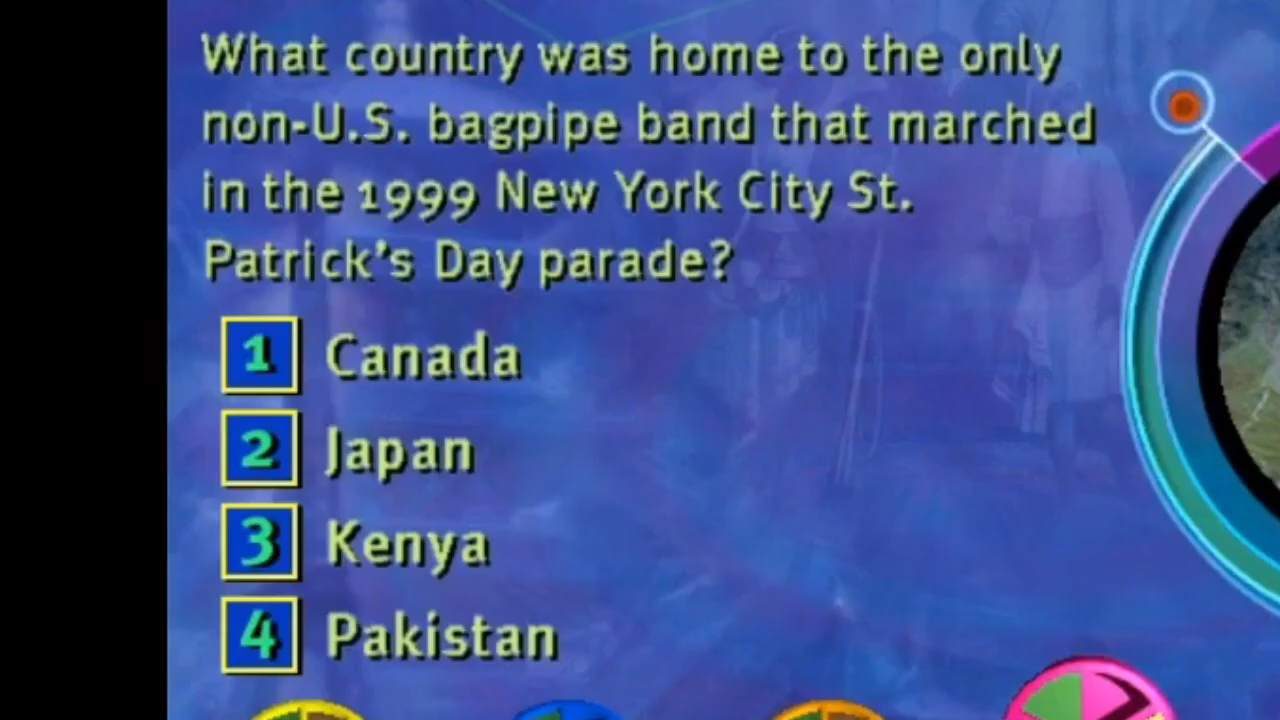 What country was home to the only
non-U.S. bagpipe band that marched
in the 1999 New York City St.
Patrick's Day parade?
1 Canada
2 Japan
3 Kenya
4 Pakistan